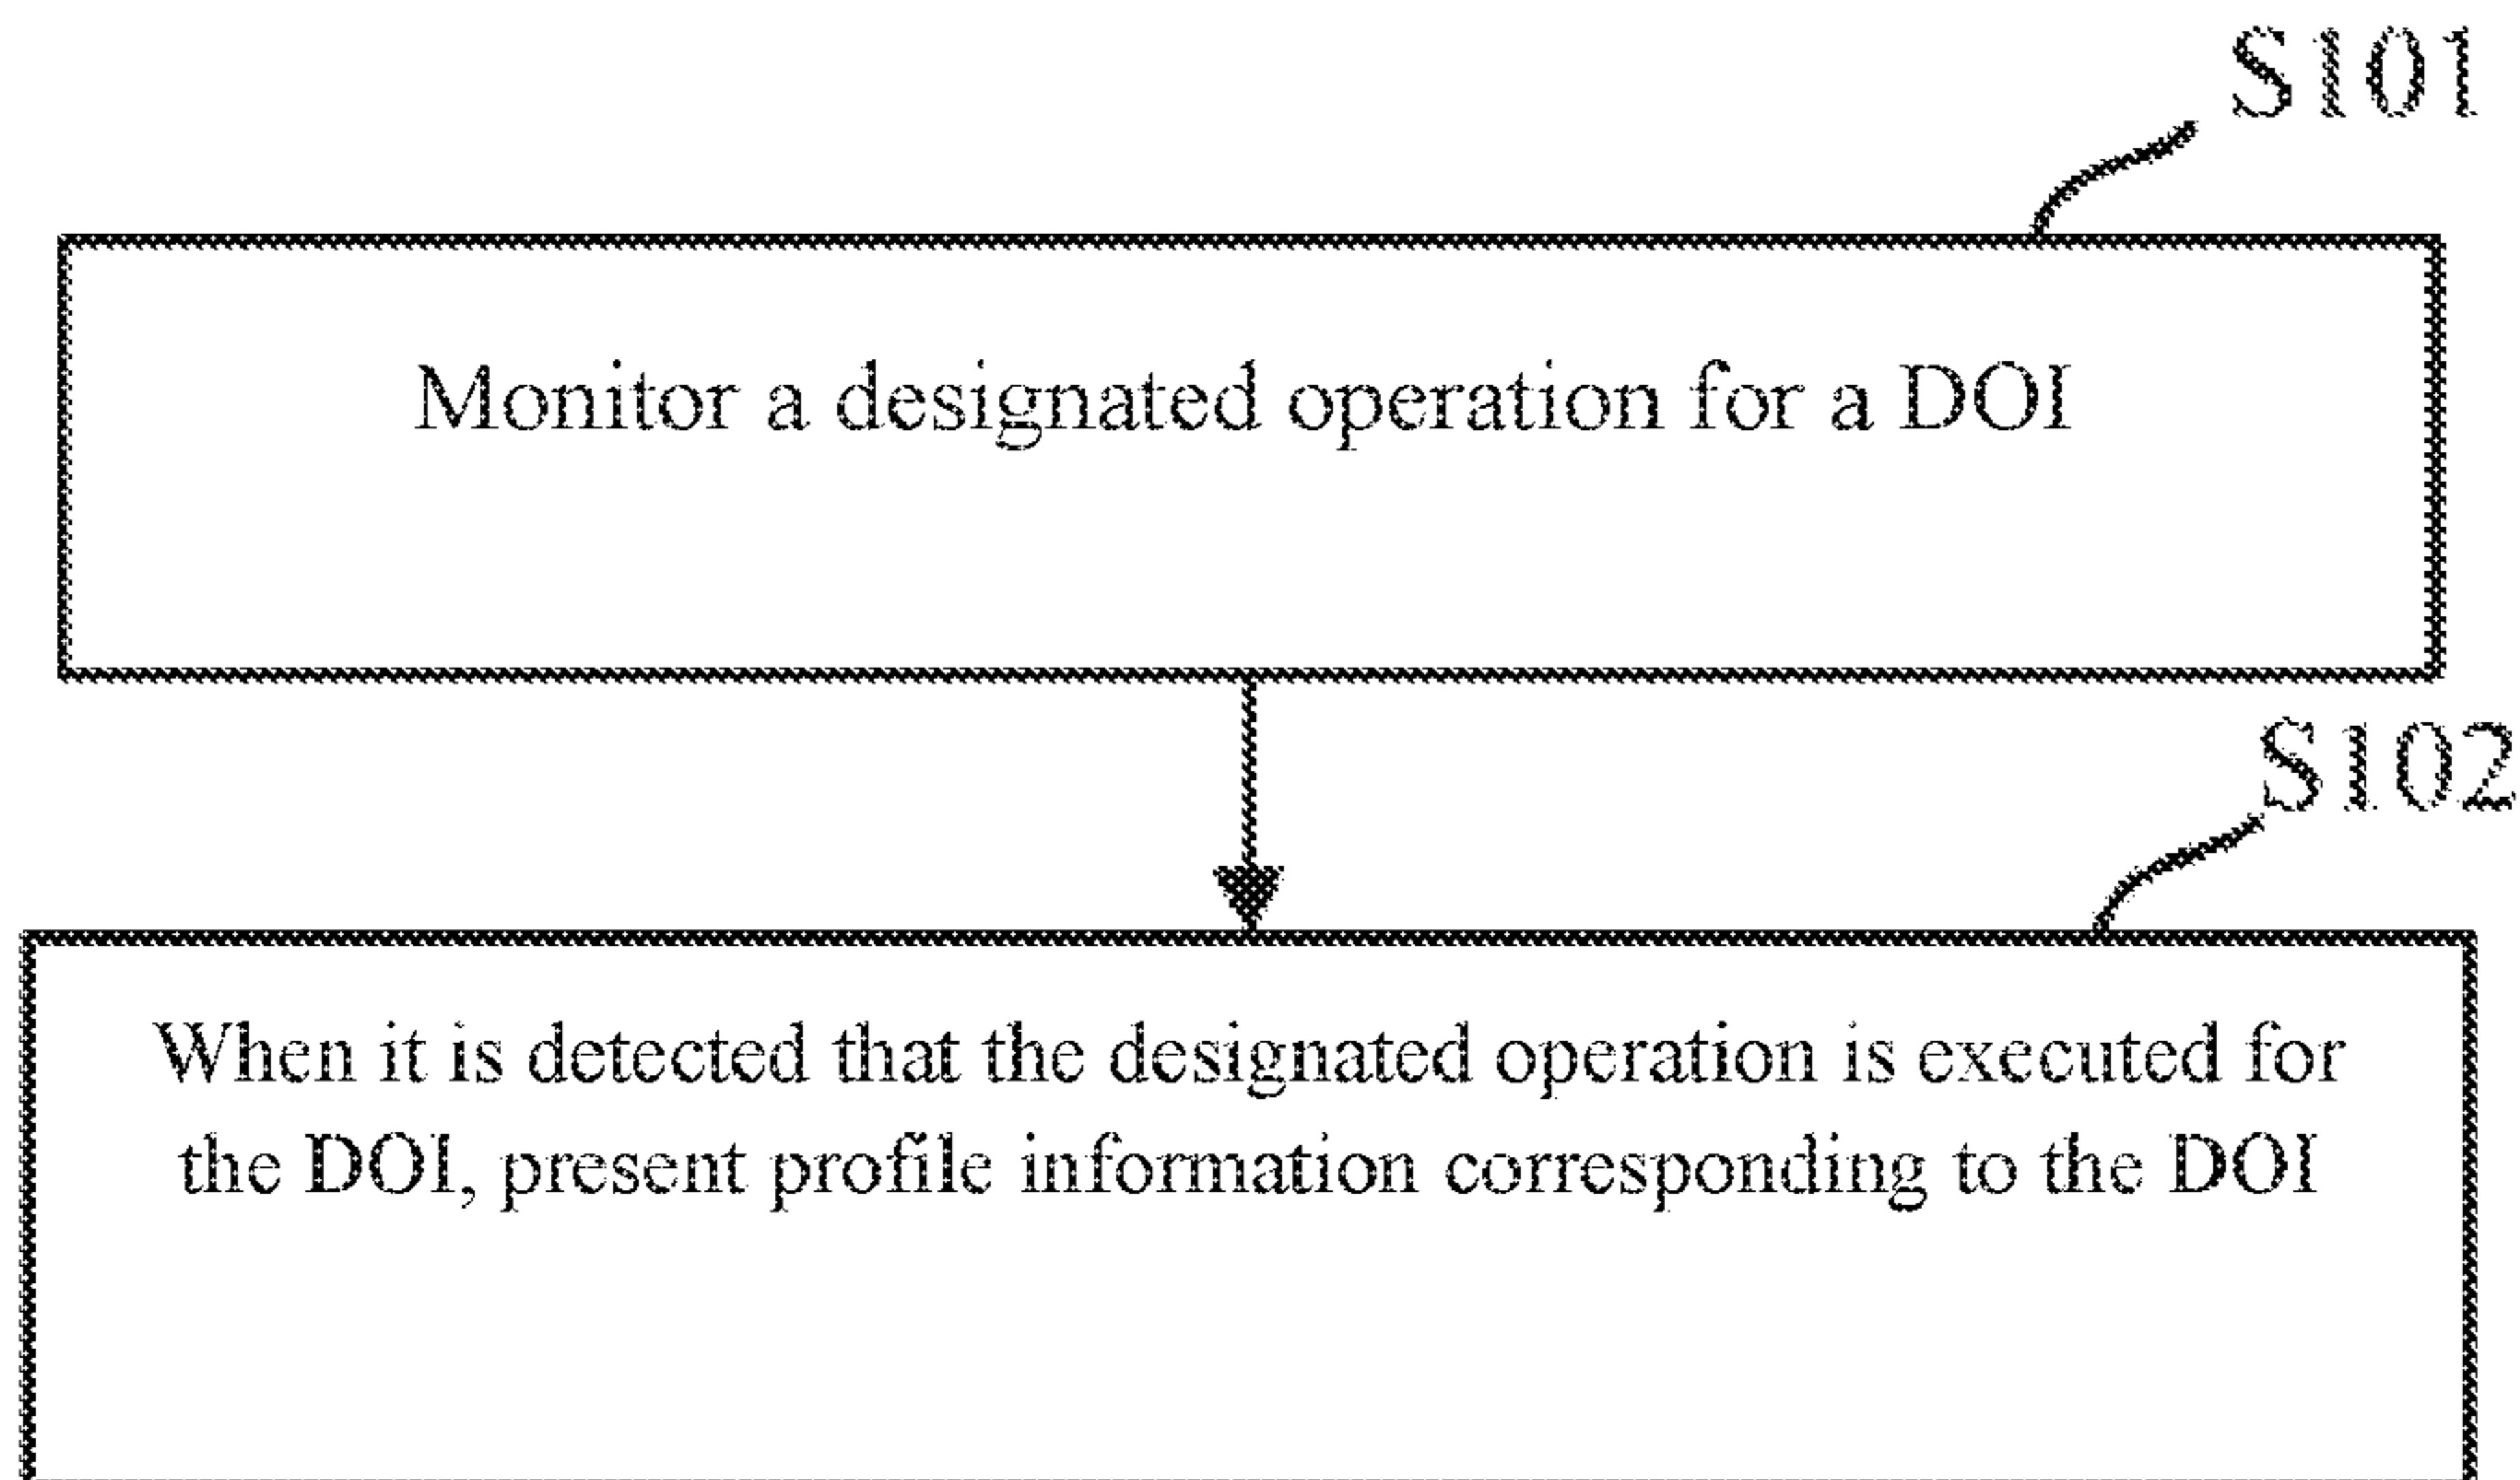 S101
Monitor a designated operation for a DOI
S102
When it is detected that the designated operation is executed for
the DOI, present profile information corresponding to the DOI